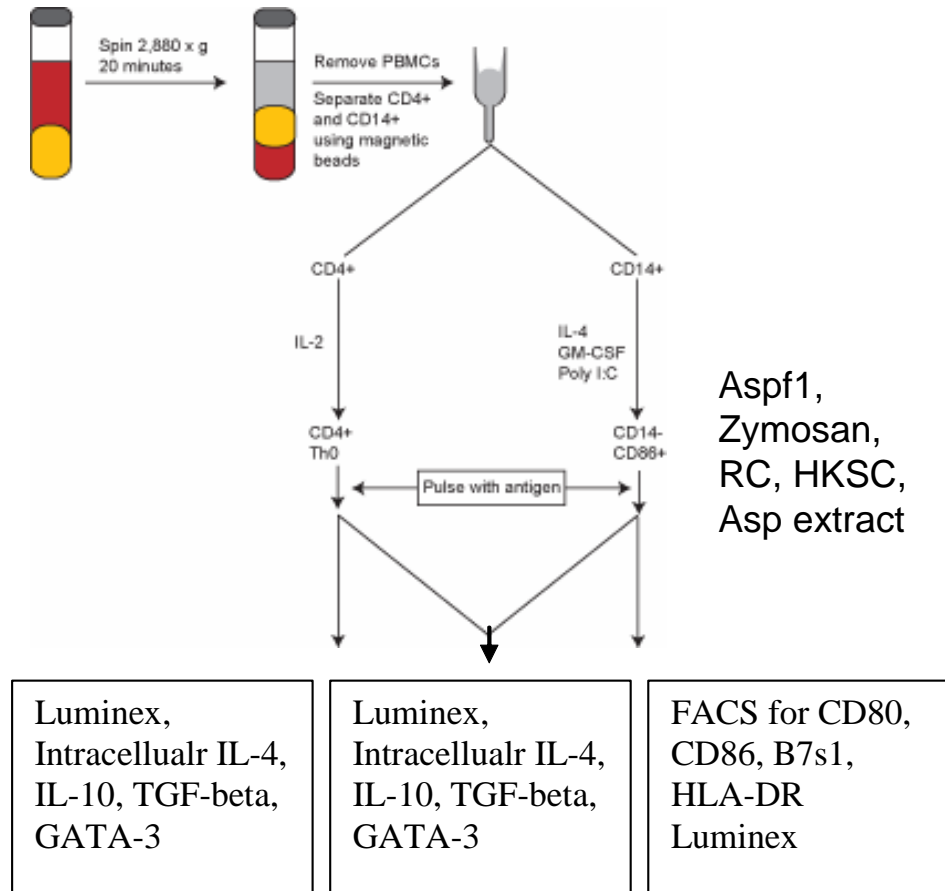 Spin 2,880 x g
20 minutes
Remove PBMCs
Separate CD4+
and CD14+
using magnetic
beads
CD4+
CD14+
IL-2
IL-4
GM-CSF
Poly I:C
CD4+
Th0
CD14-
CD86+
Aspf1,
Zymosan,
RC, HKSC,
Asp extract
Pulse with antigen
Luminex,
Intracellualr IL-4,
IL-10, TGF-beta,
GATA-3
Luminex,
Intracellualr IL-4,
IL-10, TGF-beta,
GATA-3
FACS for CD80,
CD86, B7s1,
HLA-DR
Luminex